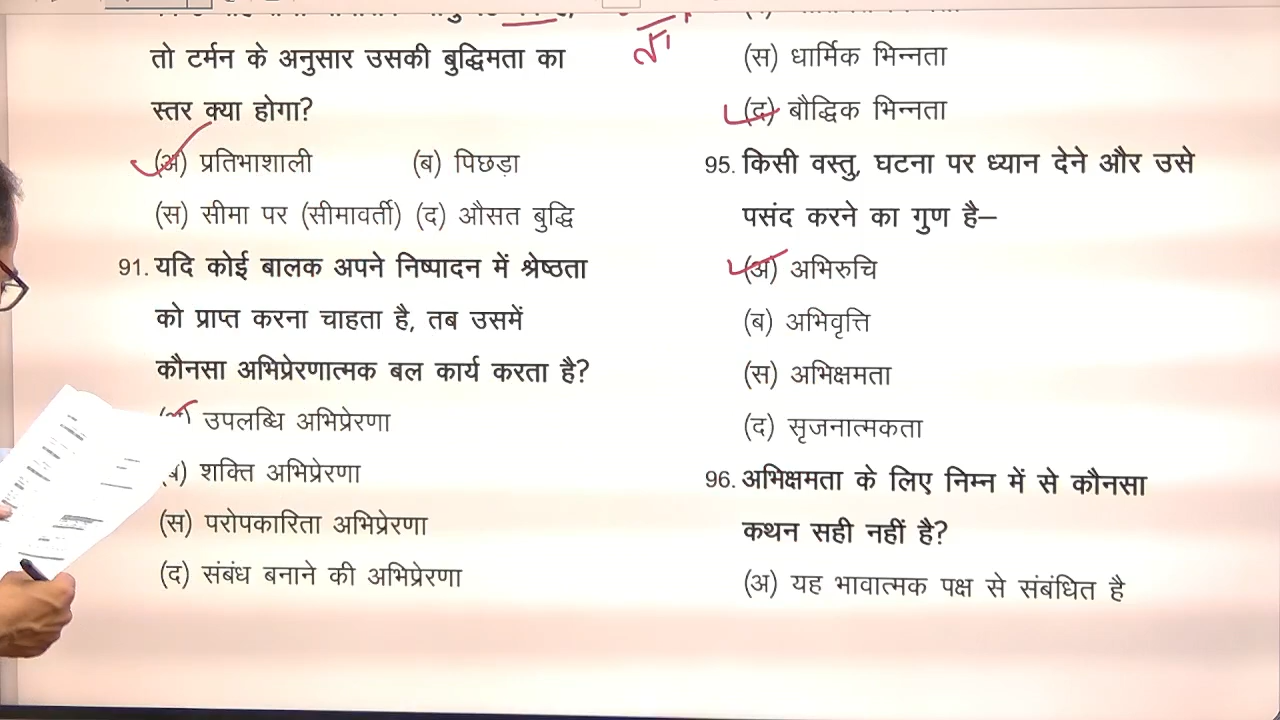 तो टर्मन के अनुसार उसकी बुद्धिमता का
स्तर क्या होगा?
(अ) प्रतिभाशाली (ब) पिछड़ा
(स) सीमा पर (सीमावर्ती) (द) औसत बुद्धि
91. यदि कोई बालक अपने निष्पादन में श्रेष्ठता
को प्राप्त करना चाहता है, तब उसमें
कौनसा अभिप्रेरणात्मक बल कार्य करता है?
उपलब्धि अभिप्रेरणा
शक्ति अभिप्रेरणा
(स) परोपकारिता अभिप्रेरणा
(द) संबंध बनाने की अभिप्रेरणा
(स) धार्मिक भिन्नता
(द) बौद्धिक भिन्नता
95. किसी वस्तु, घटना पर ध्यान देने और उसे
पसंद करने का गुण है–
(अ) अभिरुचि
(ब) अभिवृत्ति
(स) अभिक्षमता
(द) सृजनात्मकता
96. अभिक्षमता के लिए निम्न में से कौनसा
कथन सही नहीं है?
(अ) यह भावात्मक पक्ष से संबंधित है